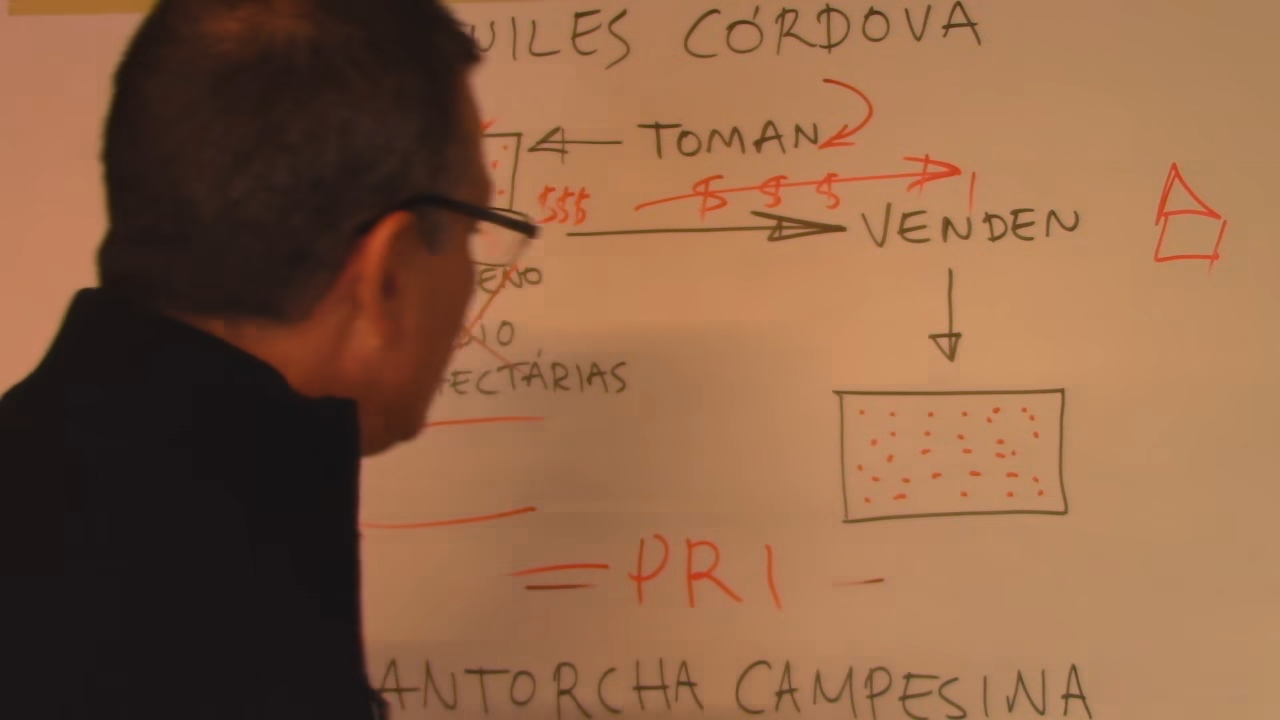 UILES CÓRDOVA
TOMAN
$$$ $ $ $
VENDEN
ENO
IO
ECTÁRIAS
= PRI -
ANTORCHA CAMPESINA